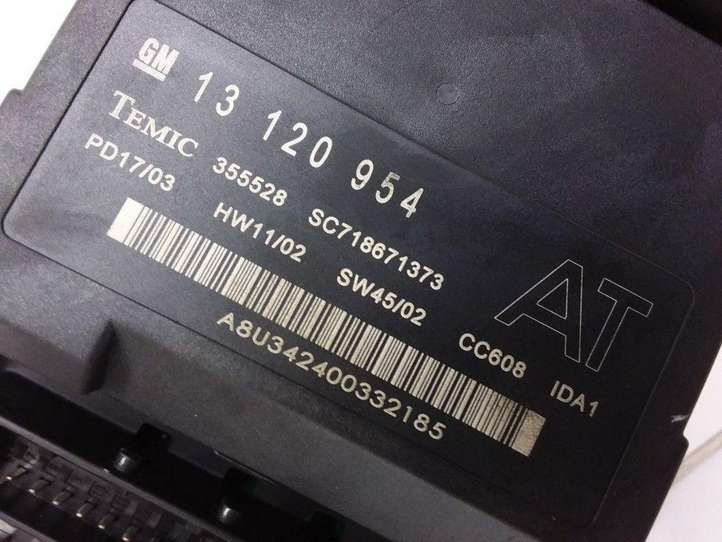 GM 13 120 954
TEMIC 355528 SC718671373 AT
PD17/03 HW11/02 SW45/02 CC608 IDA1
A8U342400332185